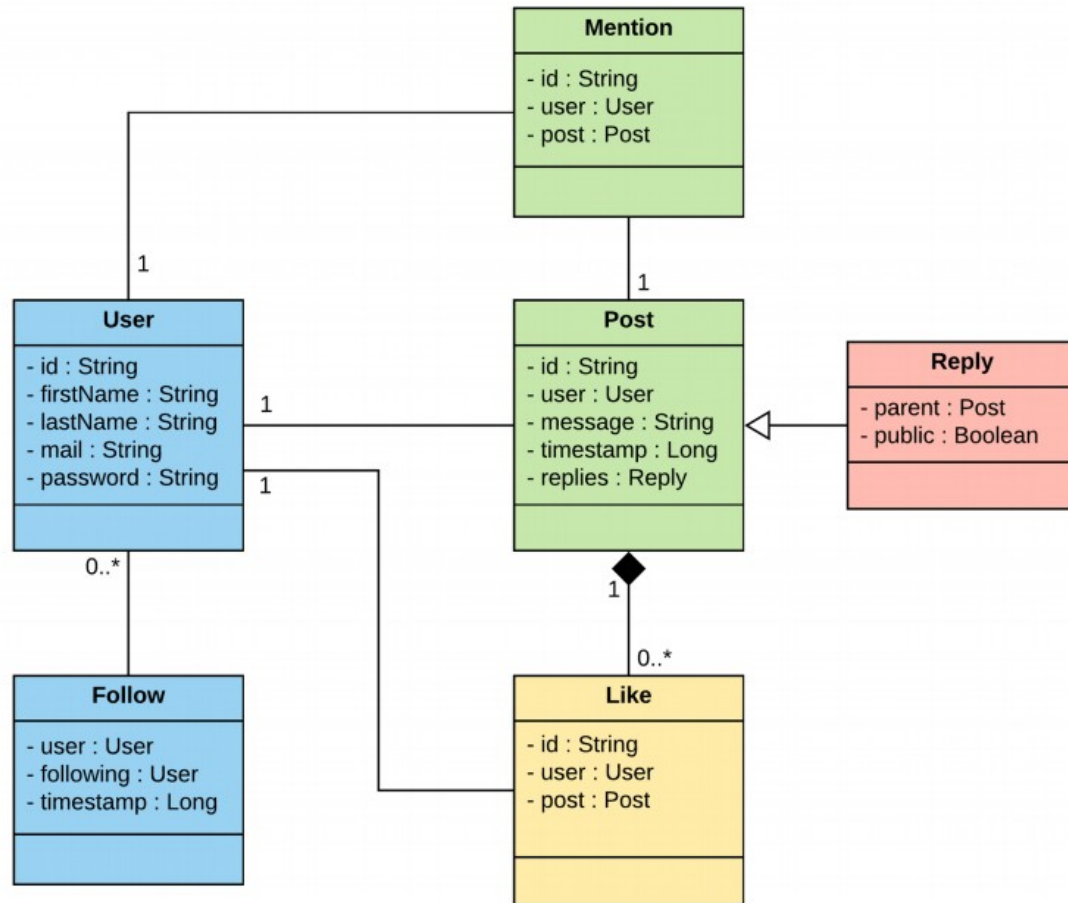 Mention
- id : String
- user : User
- post : Post
1
1
User
- id : String
- firstName : String
- lastName : String
- mail : String
- password : String
1
1
0..*
Post
- id : String
- user : User
- message : String
- timestamp : Long
- replies : Reply
Reply
- parent : Post
- public : Boolean
1
0..*
Follow
- user : User
- following : User
- timestamp : Long
Like
- id : String
- user : User
- post : Post